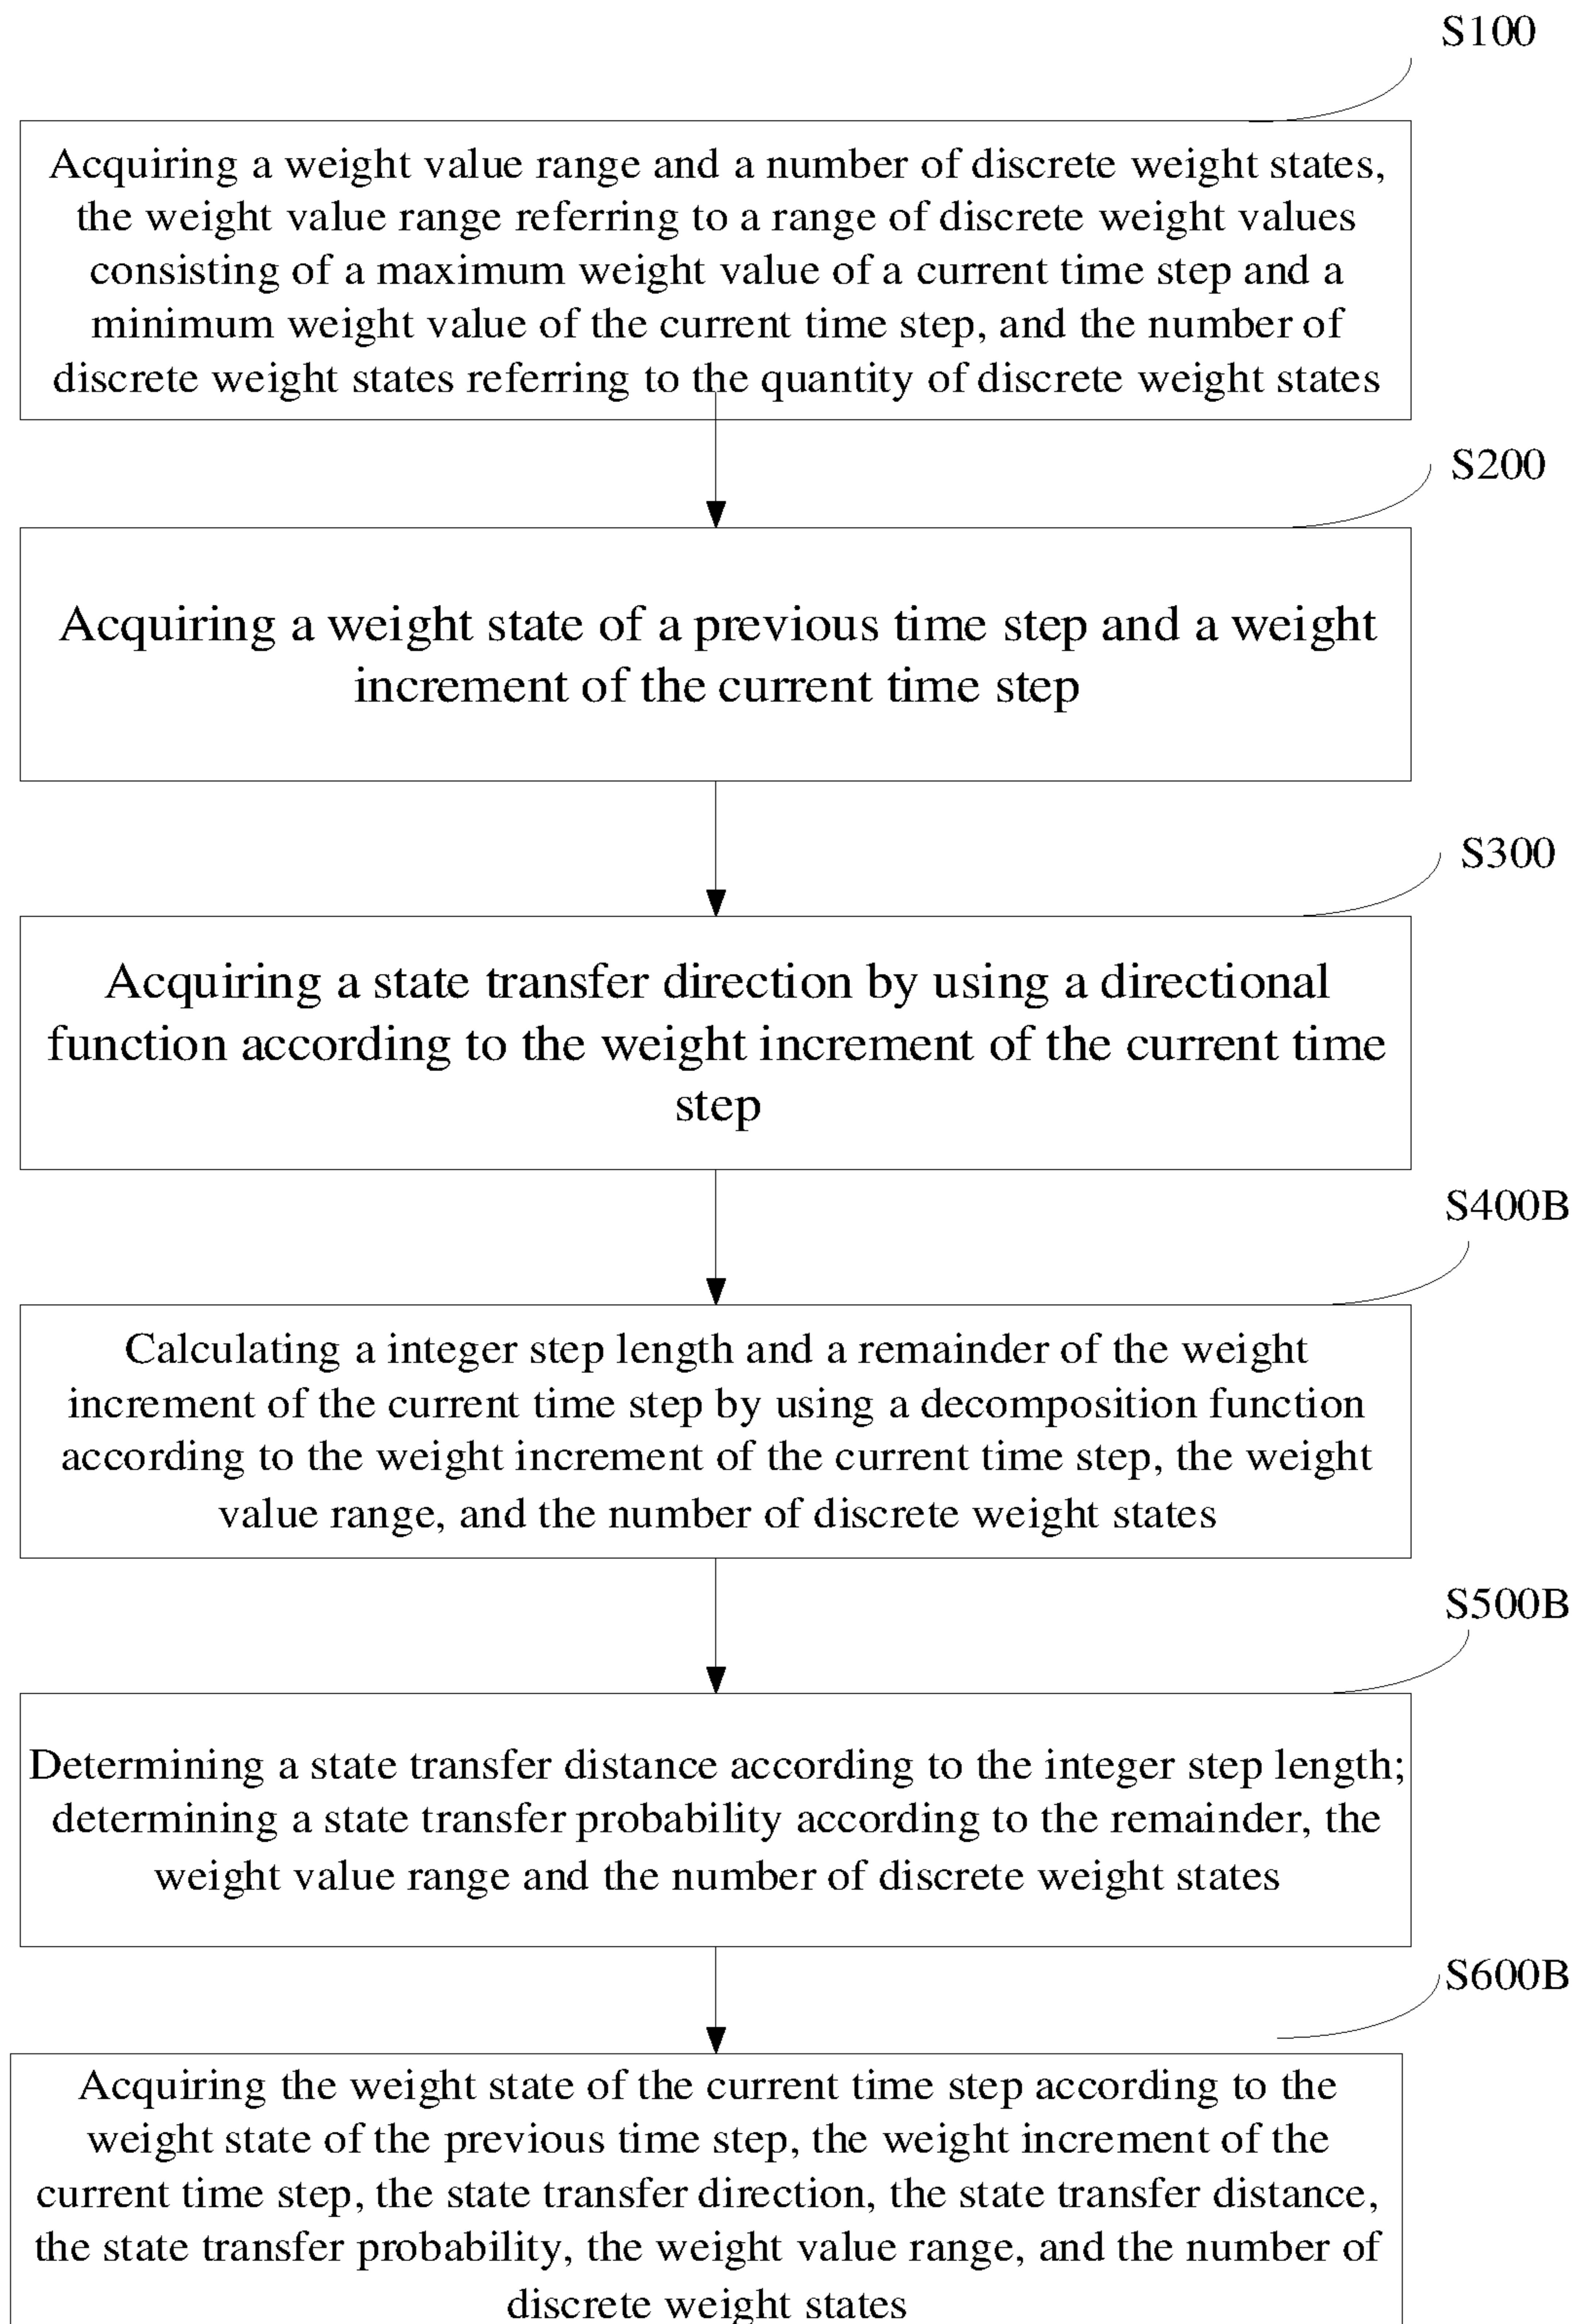 S100
Acquiring a weight value range and a number of discrete weight states,
the weight value range referring to a range of discrete weight values
consisting of a maximum weight value of a current time step and a
minimum weight value of the current time step, and the number of
discrete weight states referring to the quantity of discrete weight states
S200
Acquiring a weight state of a previous time step and a weight
increment of the current time step
S300
Acquiring a state transfer direction by using a directional
function according to the weight increment of the current time
step
S400B
Calculating a integer step length and a remainder of the weight
increment of the current time step by using a decomposition function
according to the weight increment of the current time step, the weight
value range, and the number of discrete weight states
S500B
Determining a state transfer distance according to the integer step length;
determining a state transfer probability according to the remainder, the
weight value range and the number of discrete weight states
S600B
Acquiring the weight state of the current time step according to the
weight state of the previous time step, the weight increment of the
current time step, the state transfer direction, the state transfer distance,
the state transfer probability, the weight value range, and the number of
discrete weight states